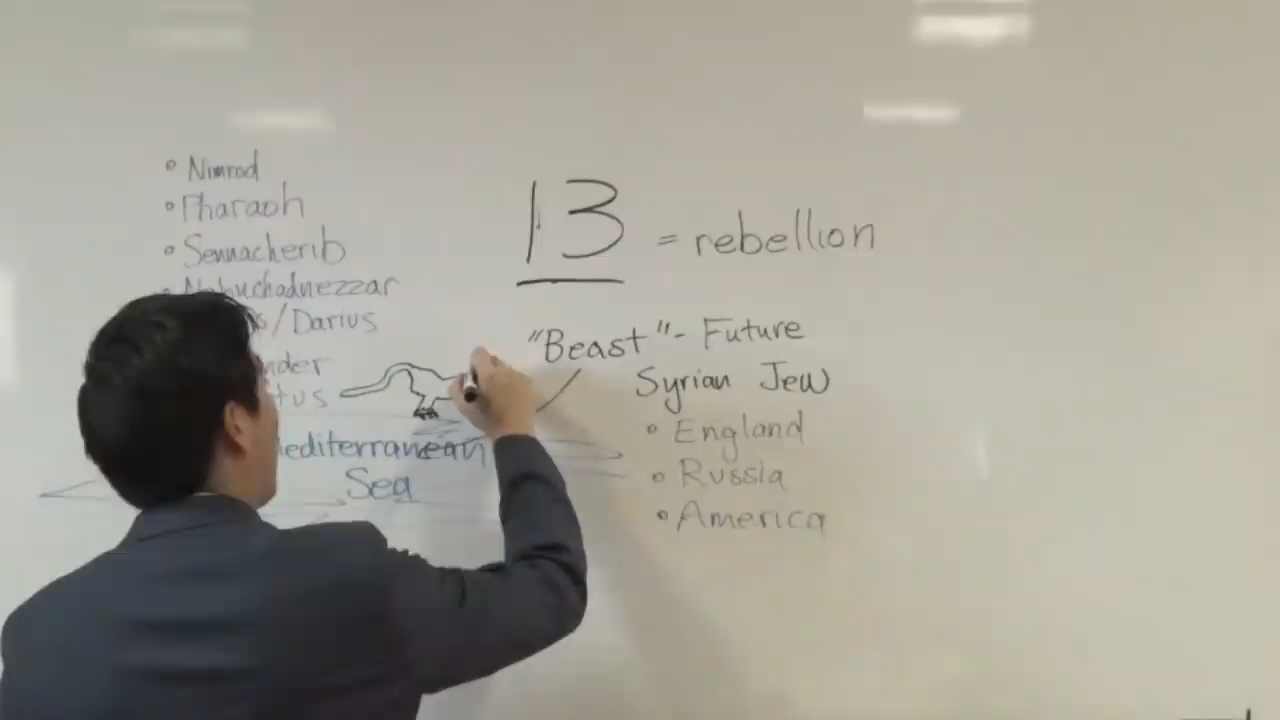 • Nimrod
• Pharaoh
• Sennacherib
• Nebuchadnezzar
/Darius
13 = rebellion
"Beast" - Future
Syrian Jew
• England
• Russia
• America
Mediterranean
Sea